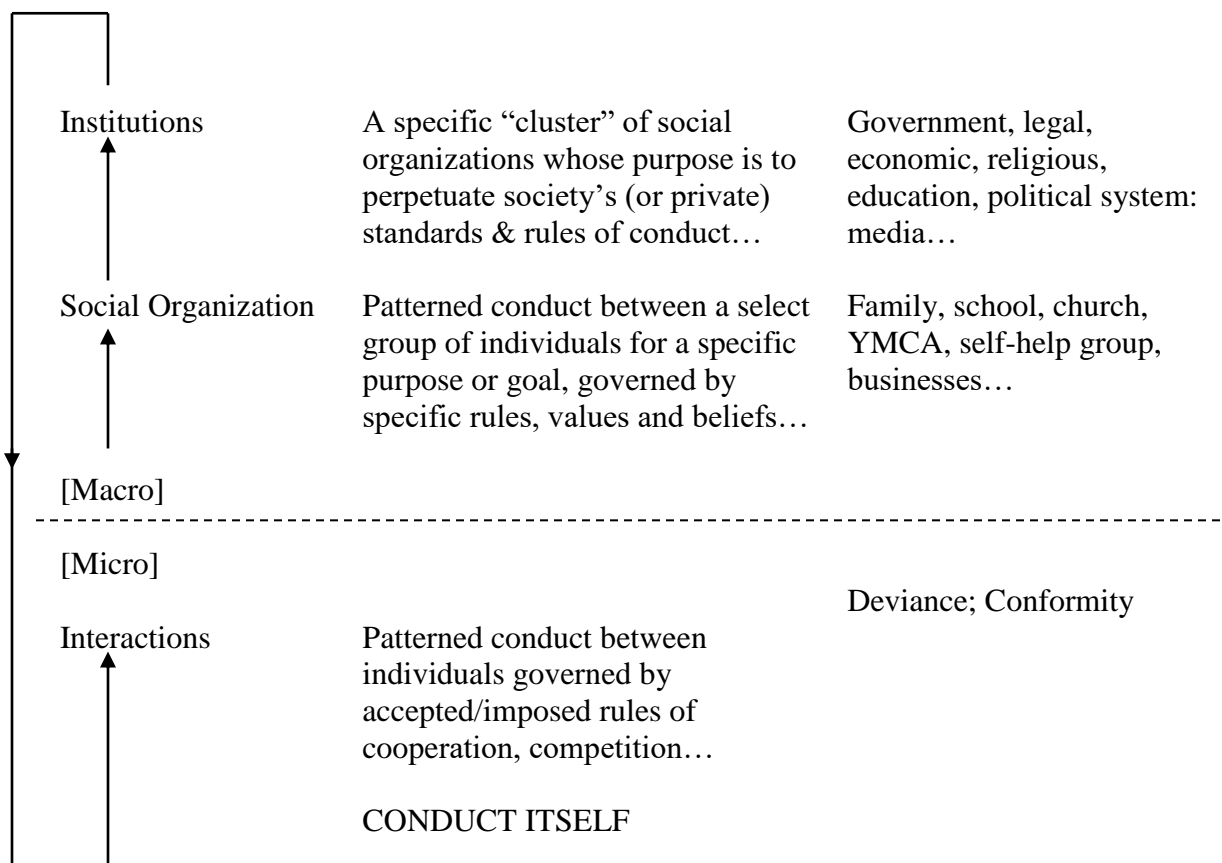 Institutions
A specific “cluster” of social
organizations whose purpose is to
perpetuate society’s (or private)
standards & rules of conduct…
Government, legal,
economic, religious,
education, political system:
media…
Social Organization
Patterned conduct between a select
group of individuals for a specific
purpose or goal, governed by
specific rules, values and beliefs…
Family, school, church,
YMCA, self-help group,
businesses…
[Macro]
[Micro]
Deviance; Conformity
Interactions
Patterned conduct between
individuals governed by
accepted/imposed rules of
cooperation, competition…
CONDUCT ITSELF